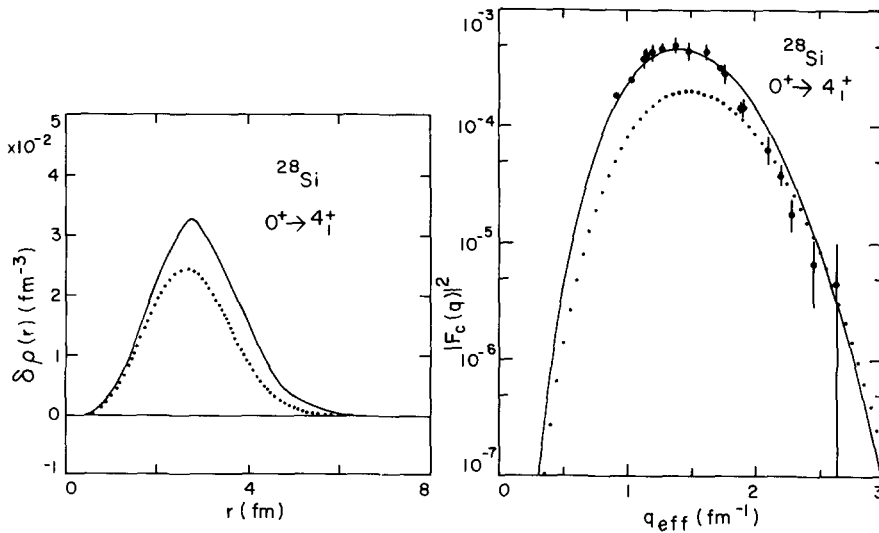 5
×10⁻²
4
3
2
1
0
-1
δρ(r) (fm⁻³)
²⁸Si
0⁺→4₁⁺
0 4 8
r (fm)
10⁻³
10⁻⁴
10⁻⁵
10⁻⁶
10⁻⁷
|F_c(q)|²
²⁸Si
0⁺→4₁⁺
0 1 2 3
q_eff (fm⁻¹)